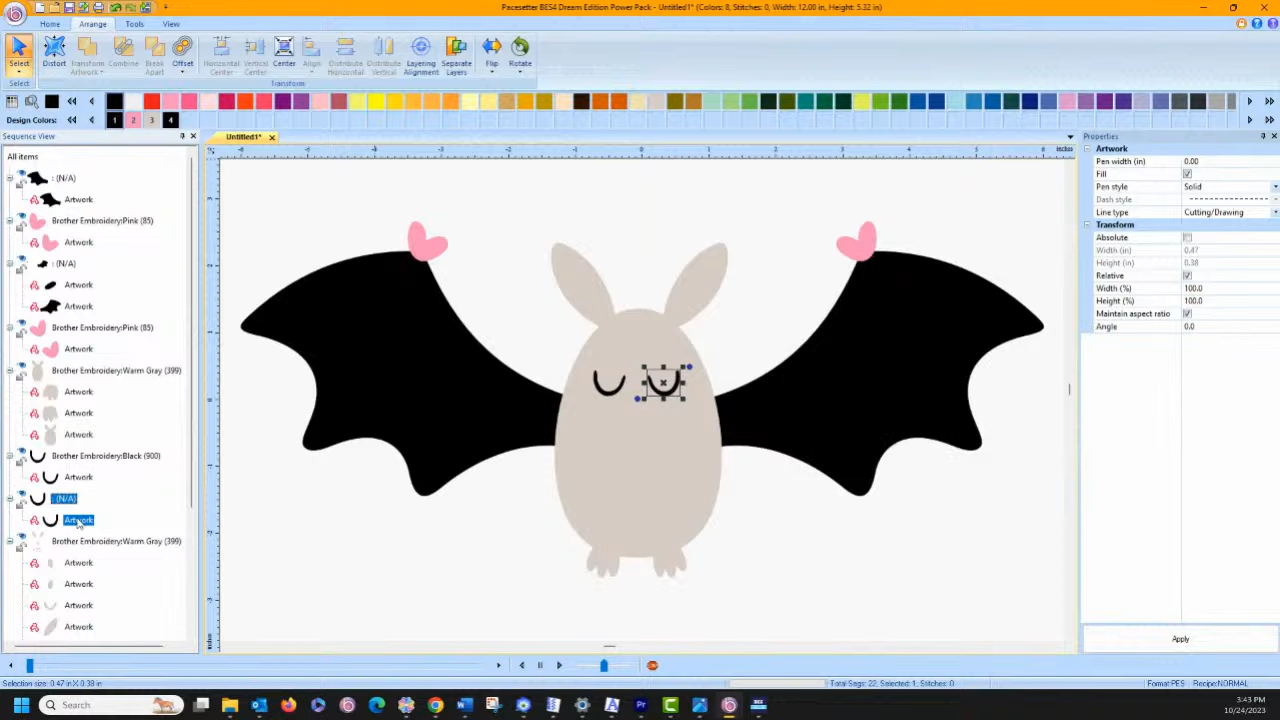 Pacesetter BES4 Dream Edition Power Pack - Untitled1* (Colors: 8, Stitches: 0, Width: 12.00 in, Height: 5.32 in)
Home Arrange Tools View
Select Distort Transform Artwork Combine Break Apart Offset Horizontal Center Vertical Center Center Align Distribute Horizontal Distribute Vertical Layering Alignment Separate Layers Flip Rotate
Select Transform
Design Colors: 1 2 3 4
Sequence View
Untitled1*
Properties
All items
: (N/A)
Artwork
Brother Embroidery:Pink (85)
Artwork
: (N/A)
Artwork
Artwork
Brother Embroidery:Pink (85)
Artwork
Brother Embroidery:Warm Gray (399)
Artwork
Artwork
Artwork
Brother Embroidery:Black (900)
Artwork
: (N/A)
Artwork
Brother Embroidery:Warm Gray (399)
Artwork
Artwork
Artwork
Artwork
inches
inches
Artwork
Pen width (in) 0.00
Fill
Pen style Solid
Dash style
Line type Cutting/Drawing
Transform
Absolute
Width (in) 0.47
Height (in) 0.38
Relative
Width (%) 100.0
Height (%) 100.0
Maintain aspect ratio
Angle 0.0
Apply
Selection size: 0.47 in X 0.38 in
Total Segs: 22, Selected: 1, Stitches: 0
Format:PES Recipe:NORMAL
Search
3:43 PM
10/24/2023